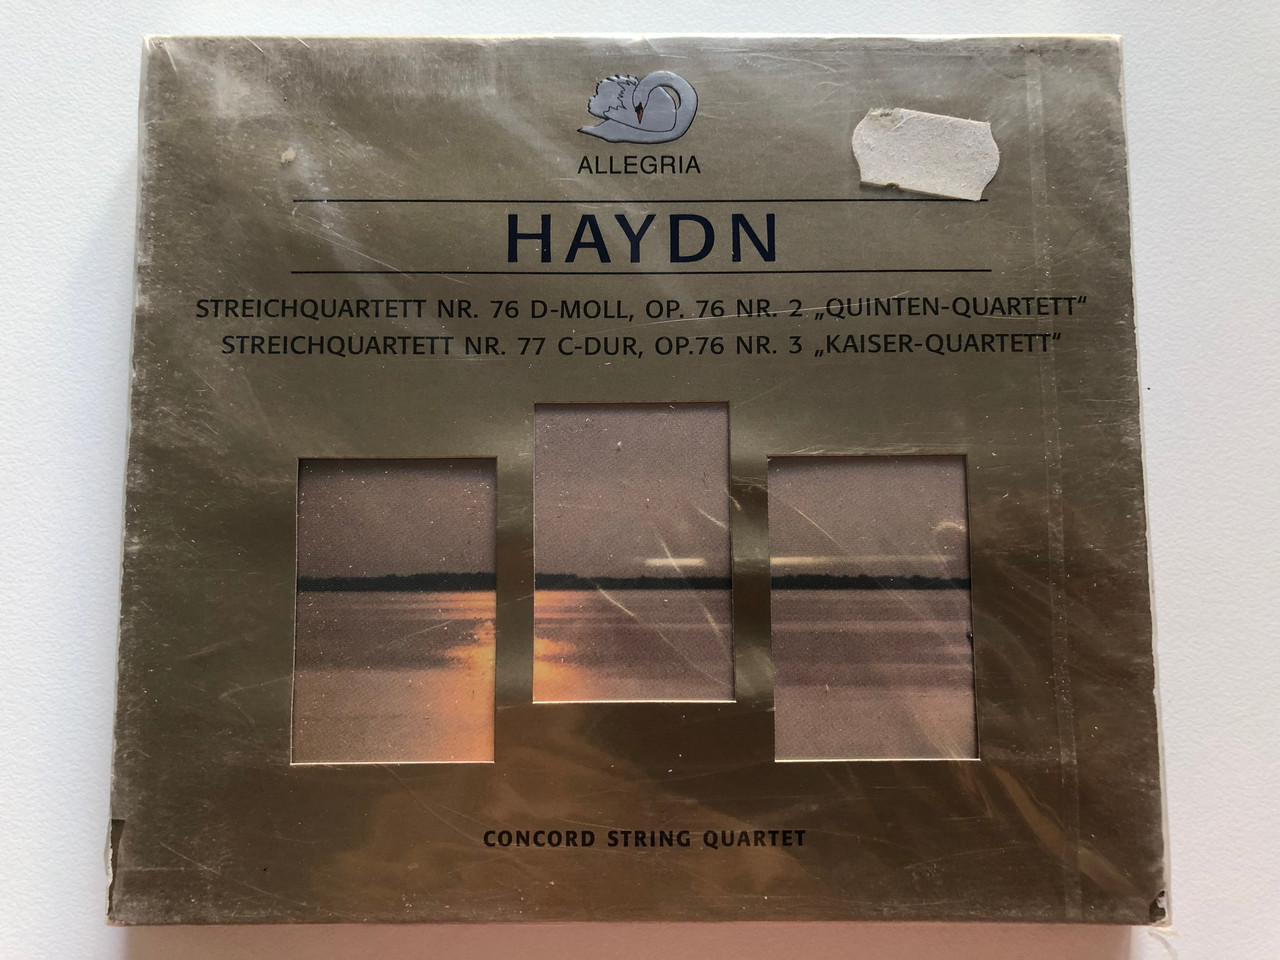 ALLEGRIA
HAYDN
STREICHQUARTETT NR. 76 D-MOLL, OP. 76 NR. 2 „QUINTEN-QUARTETT“
STREICHQUARTETT NR. 77 C-DUR, OP.76 NR. 3 „KAISER-QUARTETT“
CONCORD STRING QUARTET